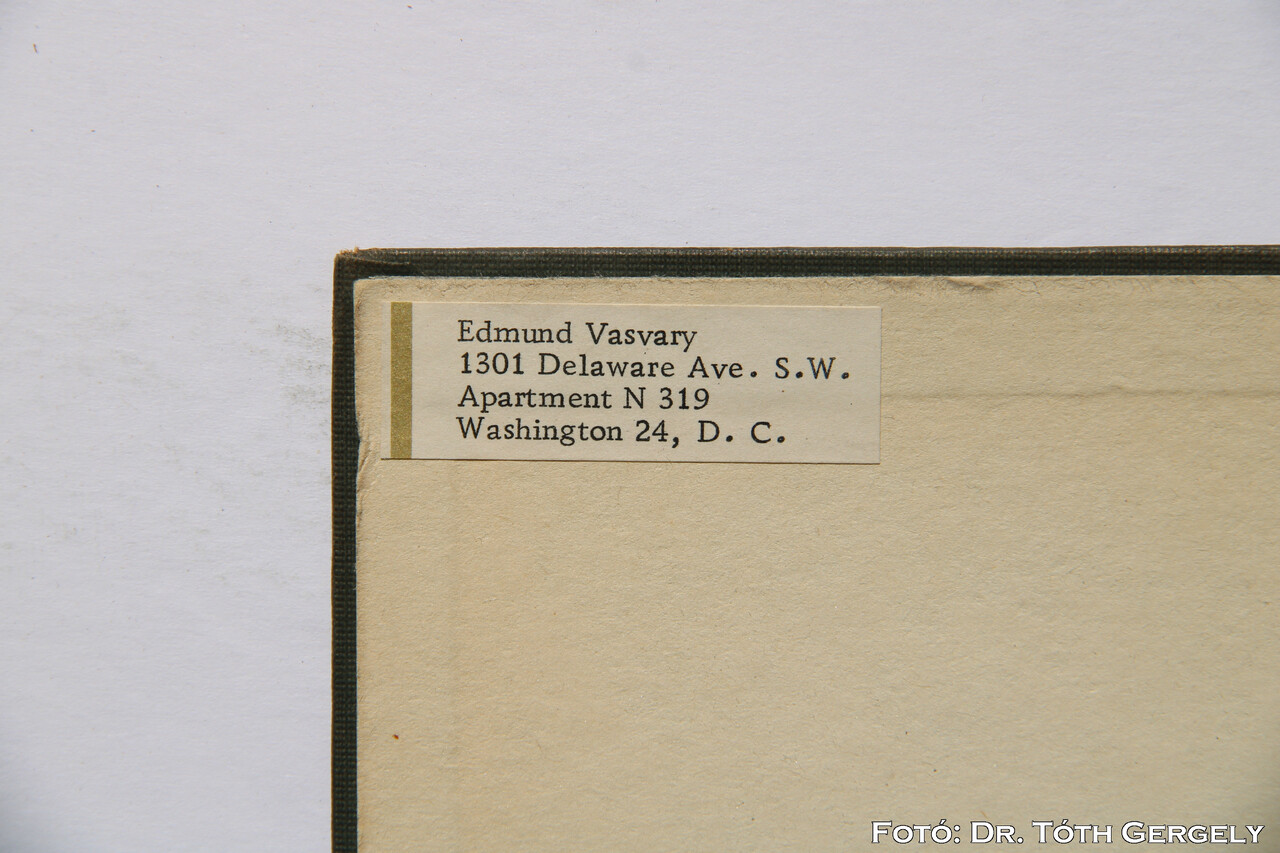 Edmund Vasvary
1301 Delaware Ave. S.W.
Apartment N 319
Washington 24, D. C.
Fotó: Dr. Tóth Gergely